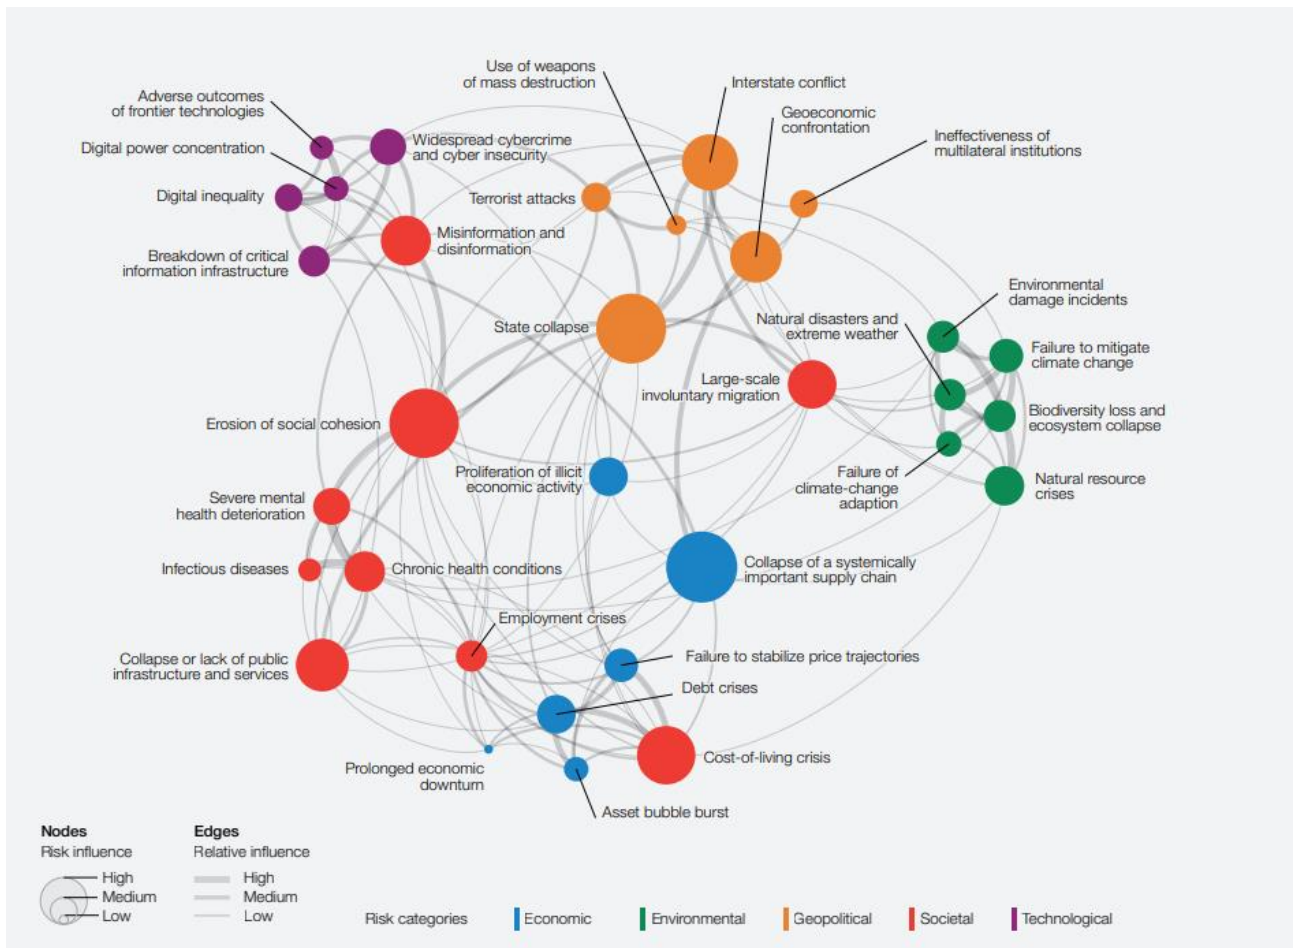 Use of weapons
of mass destruction
Interstate conflict
Adverse outcomes
of frontier technologies
Geoeconomic
confrontation
Widespread cybercrime
and cyber insecurity
Ineffectiveness of
multilateral institutions
Digital power concentration
Digital inequality
Terrorist attacks
Misinformation and
disinformation
Breakdown of critical
information infrastructure
Environmental
damage incidents
State collapse
Natural disasters and
extreme weather
Failure to mitigate
climate change
Large-scale
involuntary migration
Biodiversity loss and
ecosystem collapse
Erosion of social cohesion
Proliferation of illicit
economic activity
Failure of
climate-change
adaption
Natural resource
crises
Severe mental
health deterioration
Infectious diseases
Chronic health conditions
Collapse of a systemically
important supply chain
Employment crises
Collapse or lack of public
infrastructure and services
Failure to stabilize price trajectories
Debt crises
Prolonged economic
downturn
Cost-of-living crisis
Asset bubble burst
Nodes
Risk influence
High
Medium
Low
Edges
Relative influence
High
Medium
Low
Risk categories
Economic
Environmental
Geopolitical
Societal
Technological